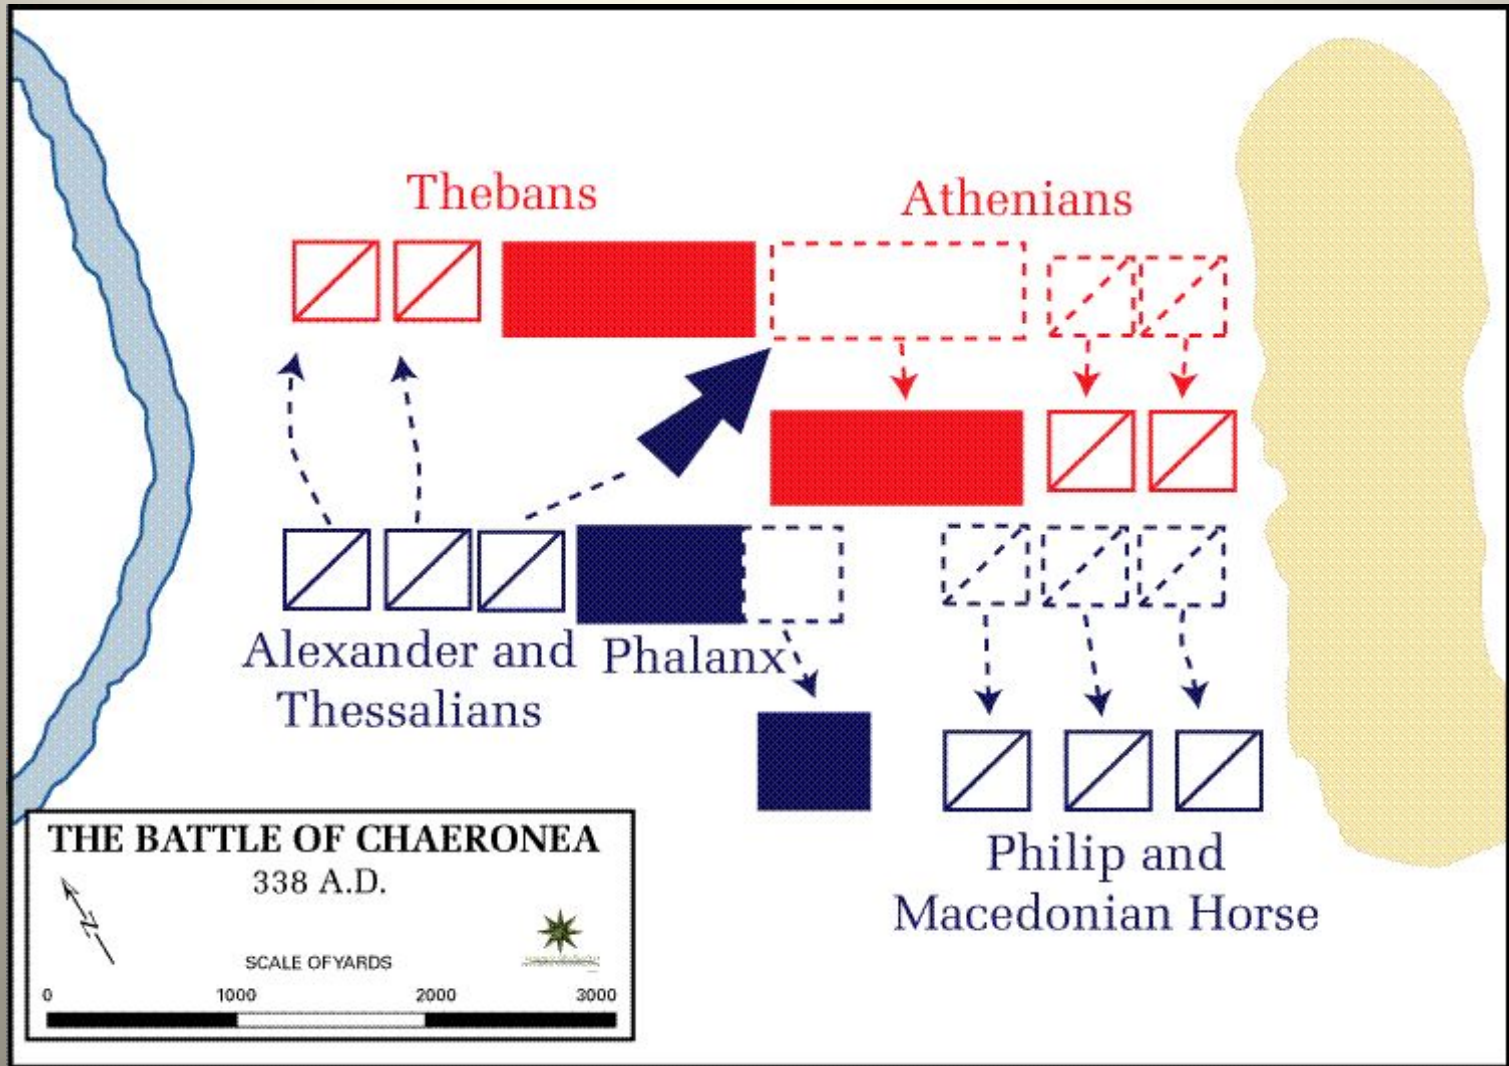 Thebans
Athenians
Alexander and
Thessalians
Phalanx
Philip and
Macedonian Horse
THE BATTLE OF CHAERONEA
338 A.D.
N
SCALE OF YARDS
0 1000 2000 3000